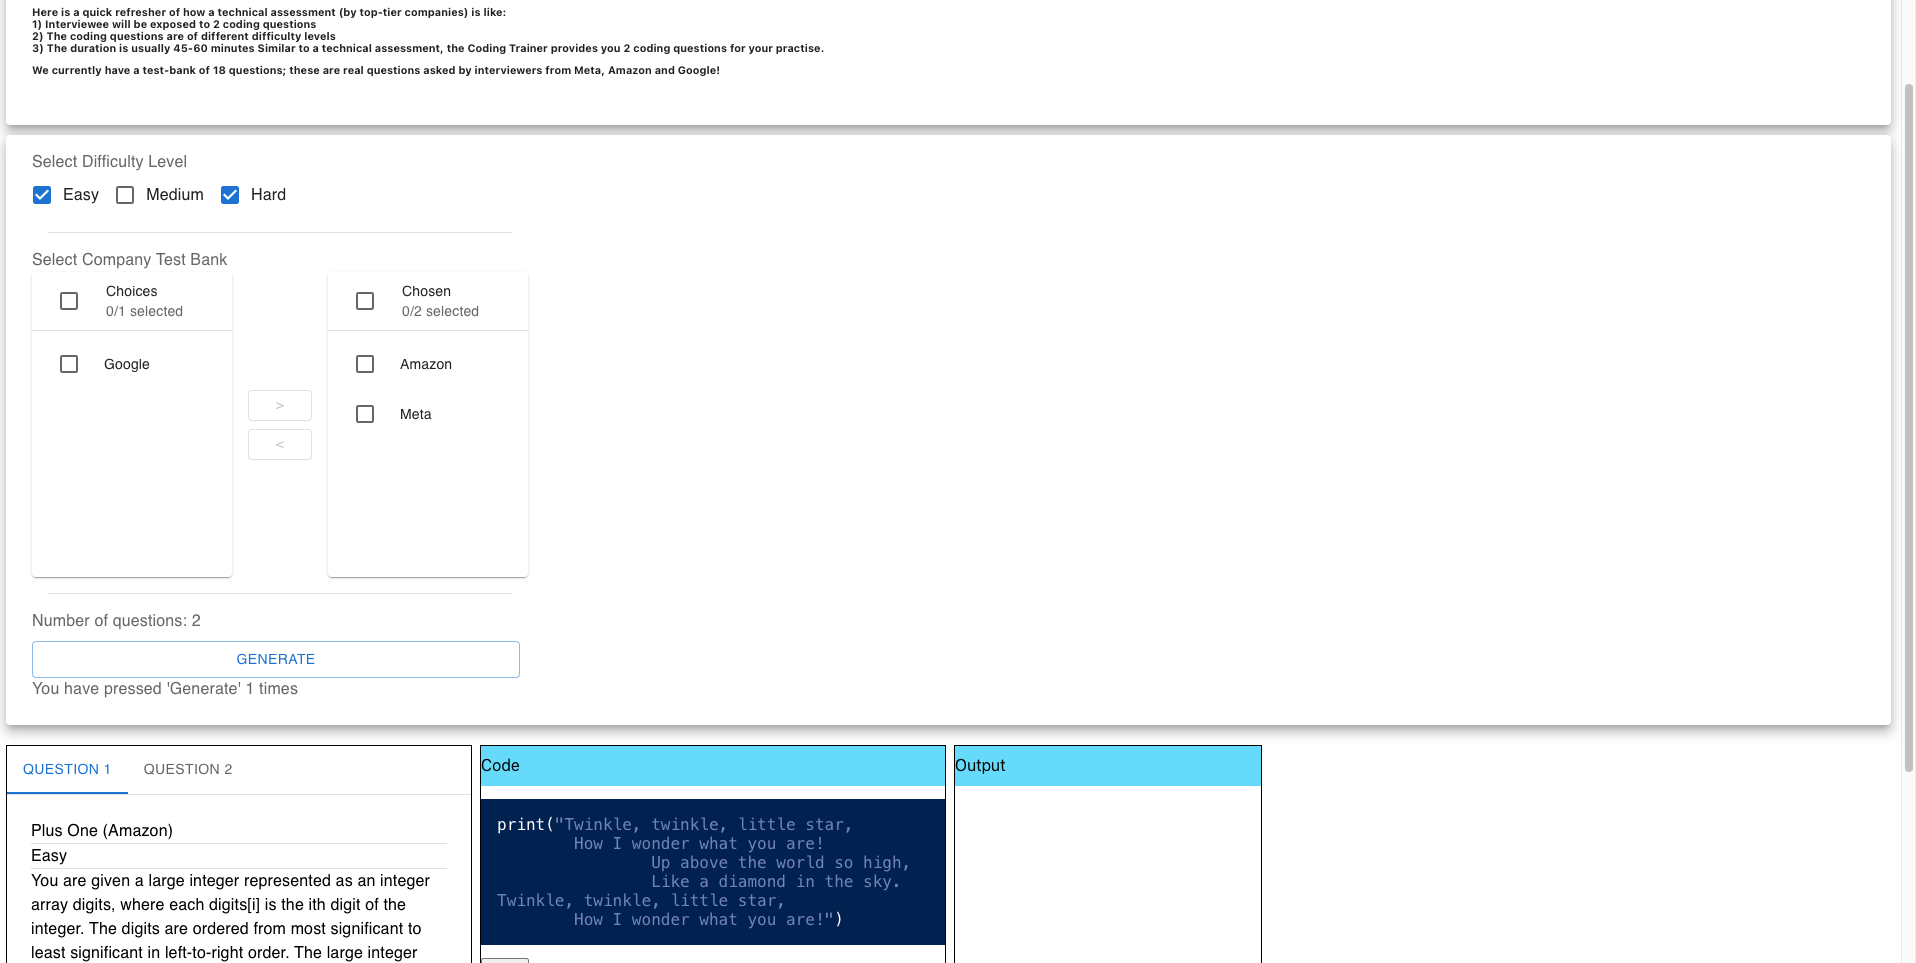 Here is a quick refresher of how a technical assessment (by top-tier companies) is like:
1) Interviewee will be exposed to 2 coding questions
2) The coding questions are of different difficulty levels
3) The duration is usually 45-60 minutes Similar to a technical assessment, the Coding Trainer provides you 2 coding questions for your practise.
We currently have a test-bank of 18 questions; these are real questions asked by interviewers from Meta, Amazon and Google!
Select Difficulty Level
Easy Medium Hard
Select Company Test Bank
Choices
0/1 selected
Google
>
<
Chosen
0/2 selected
Amazon
Meta
Number of questions: 2
GENERATE
You have pressed 'Generate' 1 times
QUESTION 1 QUESTION 2
Plus One (Amazon)
Easy
You are given a large integer represented as an integer
array digits, where each digits[i] is the ith digit of the
integer. The digits are ordered from most significant to
least significant in left-to-right order. The large integer
Code
print("Twinkle, twinkle, little star,
How I wonder what you are!
Up above the world so high,
Like a diamond in the sky.
Twinkle, twinkle, little star,
How I wonder what you are!")
Output